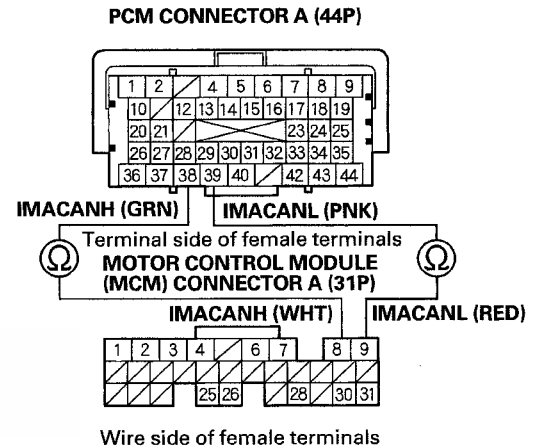 PCM CONNECTOR A (44P)
1 2 4 5 6 7 8 9
10 12 13 14 15 16 17 18 19
20 21 23 24 25
26 27 28 29 30 31 32 33 34 35
36 37 38 39 40 42 43 44
IMACANH (GRN) IMACANL (PNK)
Terminal side of female terminals
Ω Ω
MOTOR CONTROL MODULE
(MCM) CONNECTOR A (31P)
IMACANH (WHT) IMACANL (RED)
1 2 3 4 6 7 8 9
25 26 28 30 31
Wire side of female terminals